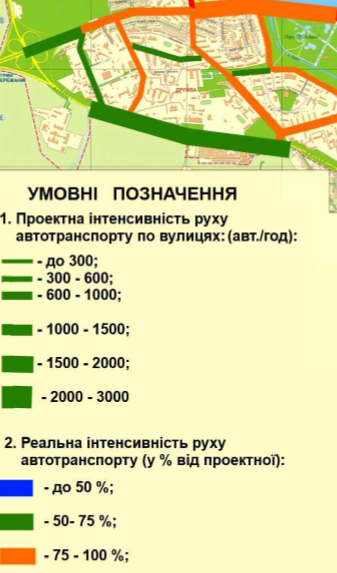 ДРУЖБА
УМОВНІ ПОЗНАЧЕННЯ
1. Проектна інтенсивність руху
автотранспорту по вулицях: (авт./год):
- до 300;
- 300 - 600;
- 600 - 1000;
- 1000 - 1500;
- 1500 - 2000;
- 2000 - 3000
2. Реальна інтенсивність руху
автотранспорту (у % від проектної):
- до 50 %;
- 50- 75 %;
- 75 - 100 %;